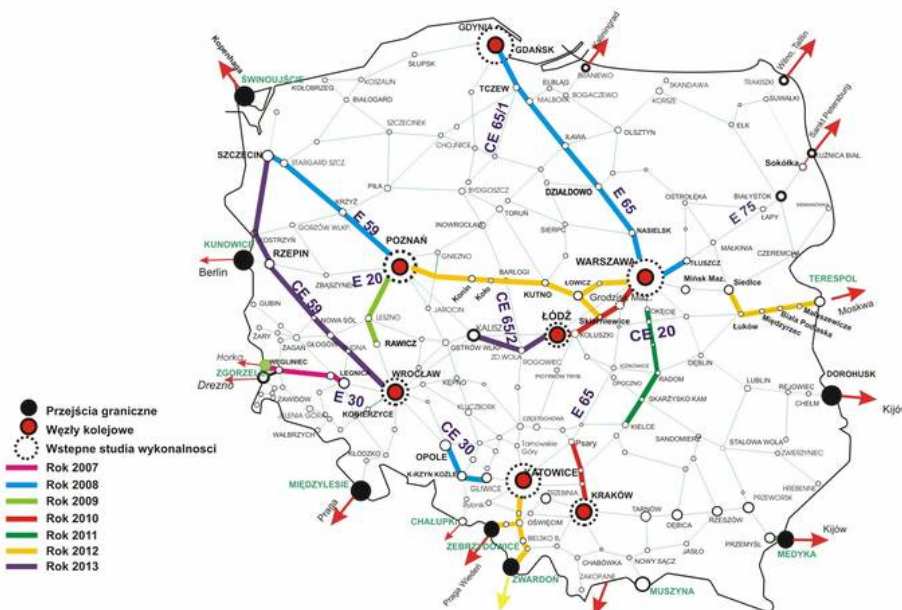 GDYNIA
GDAŃSK
Kaliningrad
Wilno, Tallin
Kopenhaga
ŚWINOUJŚCIE
SŁUPSK
KOSZALIN
KOŁOBRZEG
BIAŁOGARD
TCZEW
ELBLĄG
BRANIEWO
BOGACZEWO
MALBORK
SKANDAWA
KORSZE
TRAKISZKI
SUWAŁKI
Sankt Petersburg
EŁK
OLSZTYN
IŁAWA
CE 65/1
SZCZECINEK
CHOJNICE
SZCZECIN
STARGARD SZCZ.
Sokółka
KUŹNICA BIAŁ.
PIŁA
BYDGOSZCZ
DZIAŁDOWO
E 65
OSTROŁĘKA
BIAŁYSTOK
ŁAPY
E 75
KRZYŻ
E 59
TORUŃ
INOWROCŁAW
SIERPC
NASIELSK
GORZÓW WLKP.
KOSTRZYN
POZNAŃ
GNIEZNO
MAŁKINIA
CZEREMCHA
KUNOWICE
RZEPIN
Berlin
E 20
ZBĄSZYNEK
BARŁOGI
Konin
Koło
KUTNO
ŁOWICZ
WARSZAWA
TŁUSZCZ
Mińsk Maz.
Siedlce
TERESPOL
Moskwa
Grodzisk Maz.
Skierniewice
OKĘCIE
CE 20
Łuków
Międzyrzec
Biała Podlaska
Małaszewicze
CE 59
GUBIN
NOWA SÓL
LESZNO
JAROCIN
CE 65/2
KALISZ
ŁÓDŹ
KOLUSZKI
ŻARY
ŻAGAŃ
GŁOGÓW
RAWICZ
OSTRÓW WLKP.
ZD.WOLA
ROGOWIEC
PIOTRKÓW TRYB.
OPOCZNO
RADOM
DĘBLIN
Horka
ZGORZELEC
Drezno
WĘGLINIEC
LEGNICA
E 30
WROCŁAW
KOBIERZYCE
KĘPNO
KLUCZBORK
E 65
SKARŻYSKO KAM.
LUBLIN
REJOWIEC
CHEŁM
DOROHUSK
Kijów
JELENIA GÓRA
WAŁBRZYCH
KŁODZKO
CZĘSTOCHOWA
KIELCE
SANDOMIERZ
STALOWA WOLA
ZWIERZYNIEC
CE 30
OPOLE
K-RZYN KOŹLE
GLIWICE
Tarnowskie
Góry
Psary
KATOWICE
TRZEBINIA
KRAKÓW
HREBENNE
PRZEWORSK
MIĘDZYLESIE
Praga
CHAŁUPKI
ZEBRZYDOWICE
Praga Wiedeń
OŚWIĘCIM
BIELSKO B.
ZWARDOŃ
CHABÓWKA
ZAKOPANE
TARNÓW
DĘBICA
RZESZÓW
PRZEMYŚL
MEDYKA
Kijów
JASŁO
NOWY SĄCZ
MUSZYNA
Przejścia graniczne
Węzły kolejowe
Wstepne studia wykonalnosci
Rok 2007
Rok 2008
Rok 2009
Rok 2010
Rok 2011
Rok 2012
Rok 2013